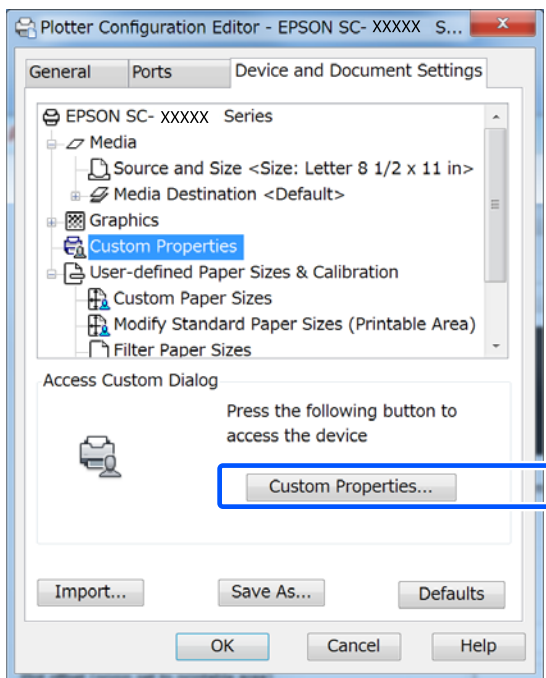 Plotter Configuration Editor - EPSON SC- XXXXX S...
General Ports Device and Document Settings
EPSON SC- XXXXX Series
Media
Source and Size <Size: Letter 8 1/2 x 11 in>
Media Destination <Default>
Graphics
Custom Properties
User-defined Paper Sizes & Calibration
Custom Paper Sizes
Modify Standard Paper Sizes (Printable Area)
Filter Paper Sizes
Access Custom Dialog
Press the following button to
access the device
Custom Properties...
Import... Save As... Defaults
OK Cancel Help